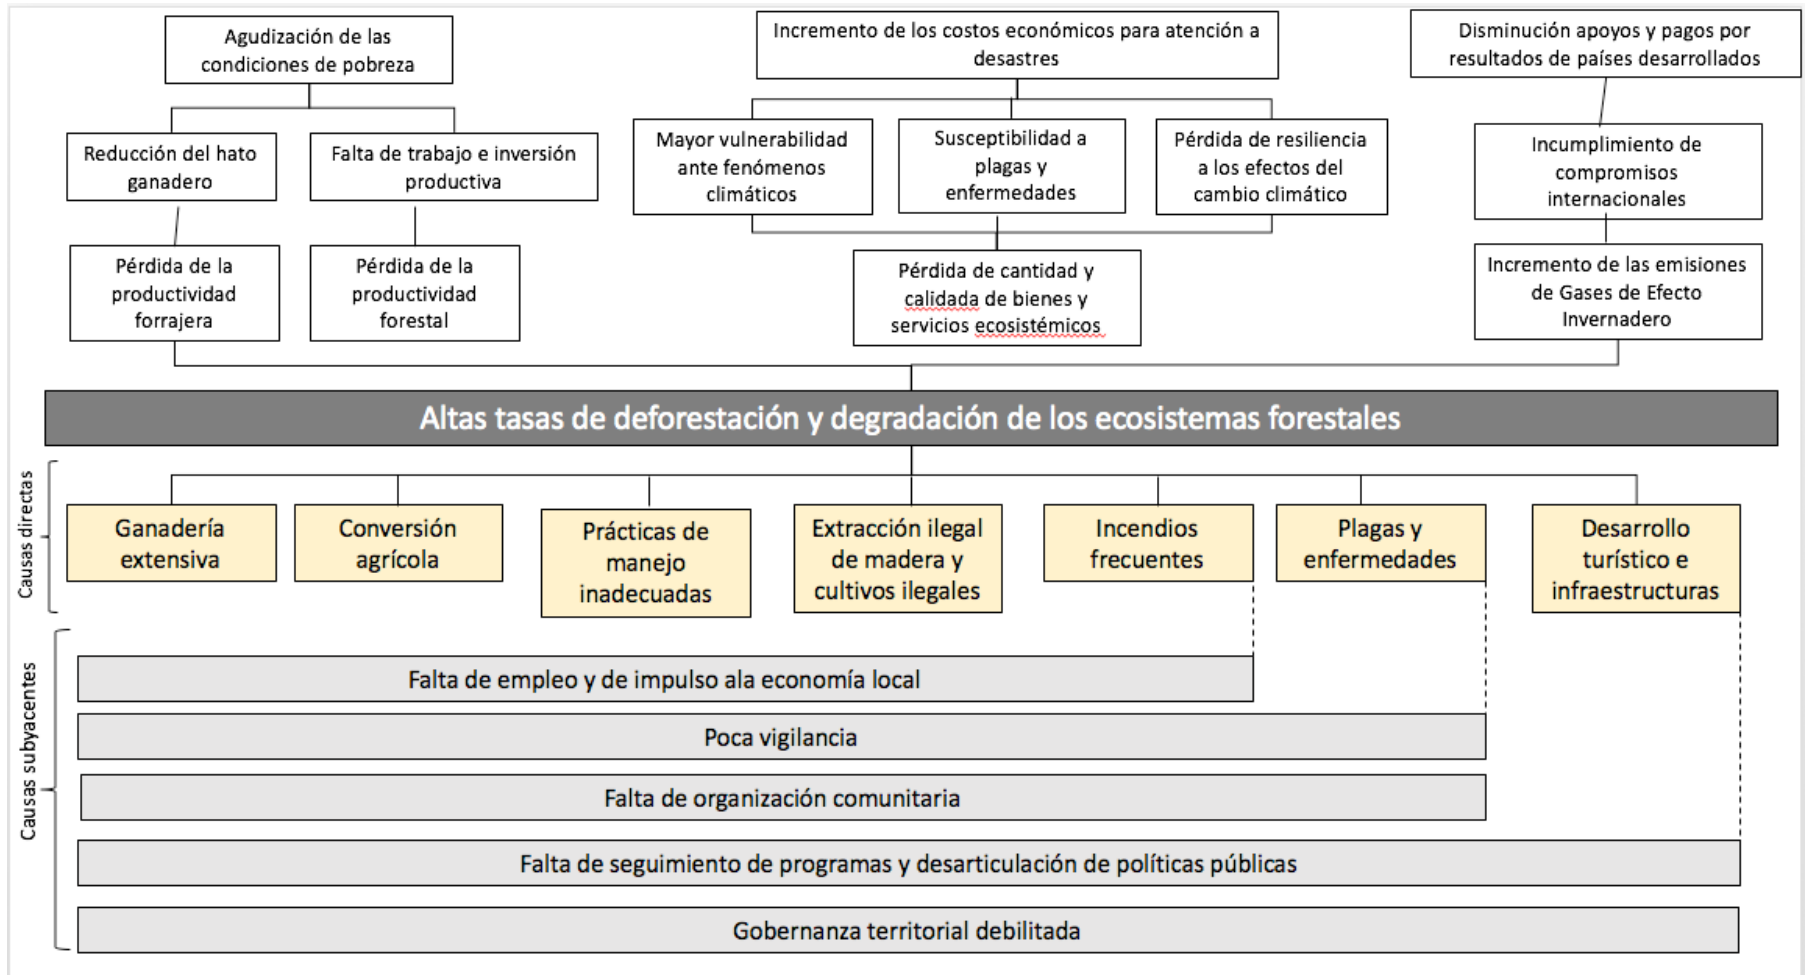 Agudización de las
condiciones de pobreza
Incremento de los costos económicos para atención a
desastres
Disminución apoyos y pagos por
resultados de países desarrollados
Reducción del hato
ganadero
Falta de trabajo e inversión
productiva
Mayor vulnerabilidad
ante fenómenos
climáticos
Susceptibilidad a
plagas y
enfermedades
Pérdida de resiliencia
a los efectos del
cambio climático
Incumplimiento de
compromisos
internacionales
Pérdida de la
productividad
forrajera
Pérdida de la
productividad
forestal
Pérdida de cantidad y
calidada de bienes y
servicios ecosistémicos
Incremento de las emisiones
de Gases de Efecto
Invernadero
Altas tasas de deforestación y degradación de los ecosistemas forestales
Causas directas
Ganadería
extensiva
Conversión
agrícola
Prácticas de
manejo
inadecuadas
Extracción ilegal
de madera y
cultivos ilegales
Incendios
frecuentes
Plagas y
enfermedades
Desarrollo
turístico e
infraestructuras
Causas subyacentes
Falta de empleo y de impulso ala economía local
Poca vigilancia
Falta de organización comunitaria
Falta de seguimiento de programas y desarticulación de políticas públicas
Gobernanza territorial debilitada